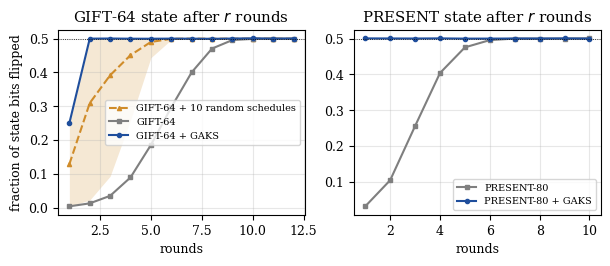 GIFT-64 state after r rounds
fraction of state bits flipped
0.5
0.4
0.3
0.2
0.1
0.0
GIFT-64 + 10 random schedules
GIFT-64
GIFT-64 + GAKS
2.5
5.0
7.5
10.0
12.5
rounds
PRESENT state after r rounds
0.5
0.4
0.3
0.2
0.1
PRESENT-80
PRESENT-80 + GAKS
2
4
6
8
10
rounds